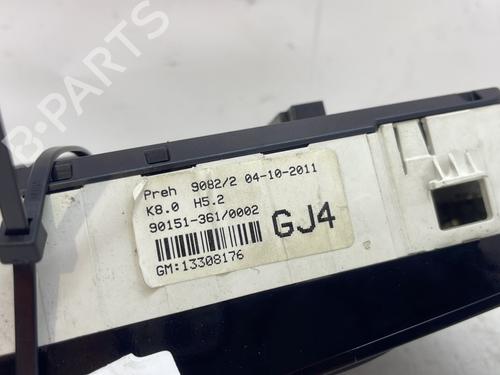 Preh 9082/2 04-10-2011
K8.0 H5.2
90151-361/0002
GJ4
GM:13308176
B-PARTS